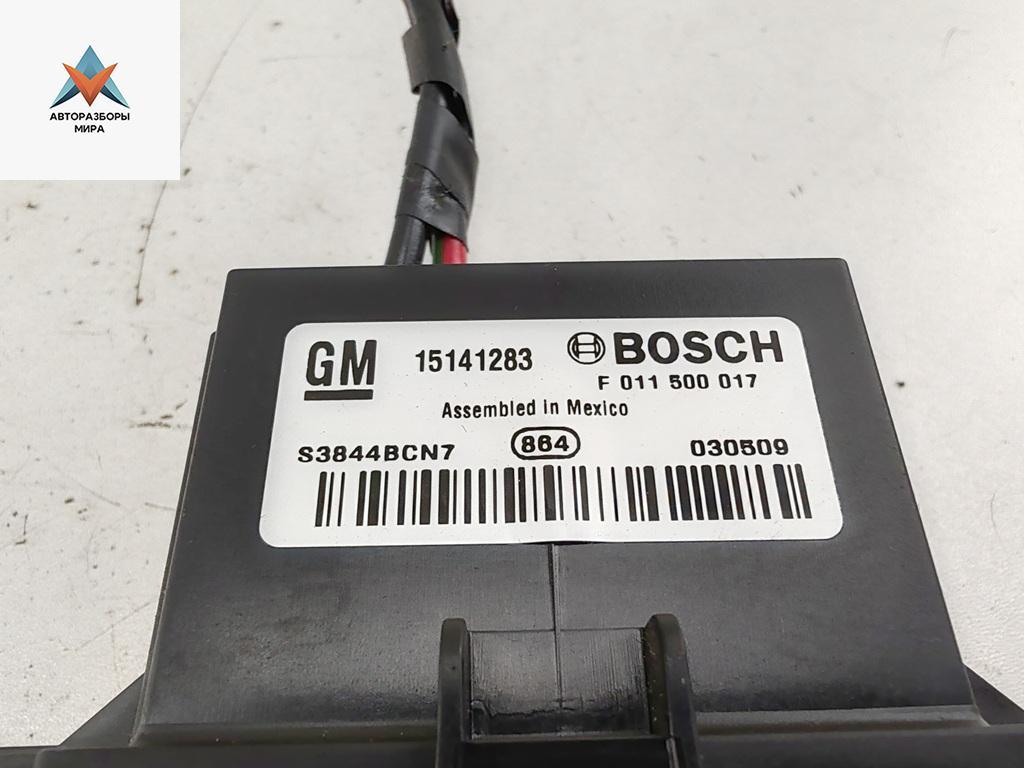 АВТОРАЗБОРЫ
МИРА
GM 15141283 BOSCH
F 011 500 017
Assembled in Mexico
S3844BCN7 864 030509